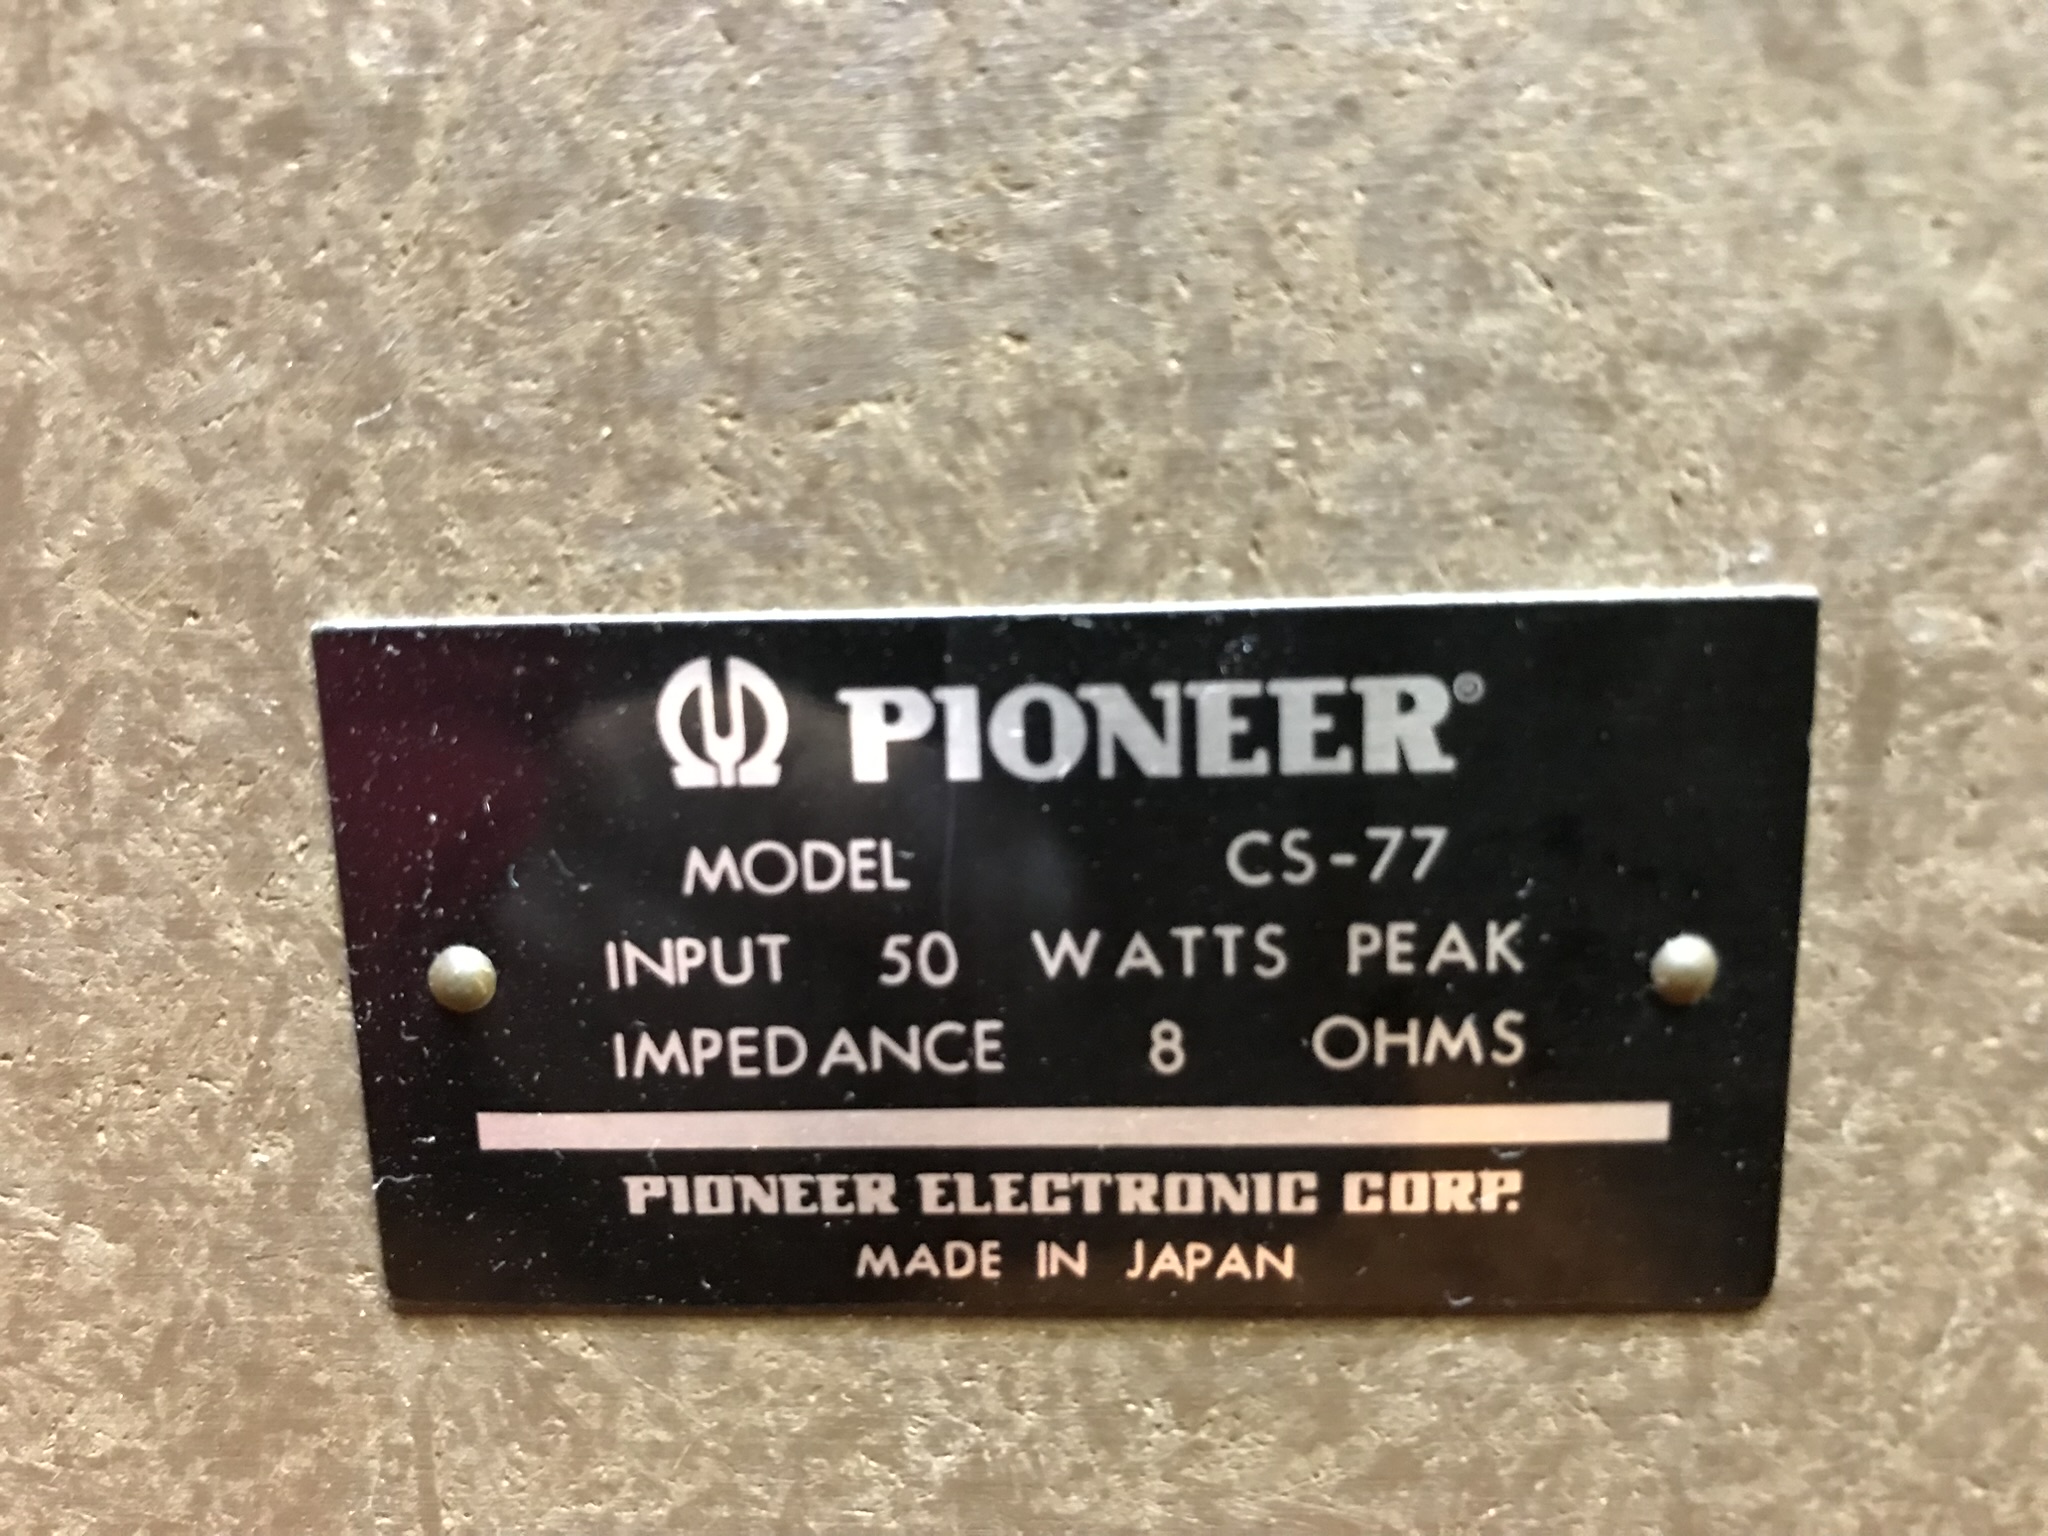 PIONEER®
MODEL CS-77
INPUT 50 WATTS PEAK
IMPEDANCE 8 OHMS
PIONEER ELECTRONIC CORP.
MADE IN JAPAN